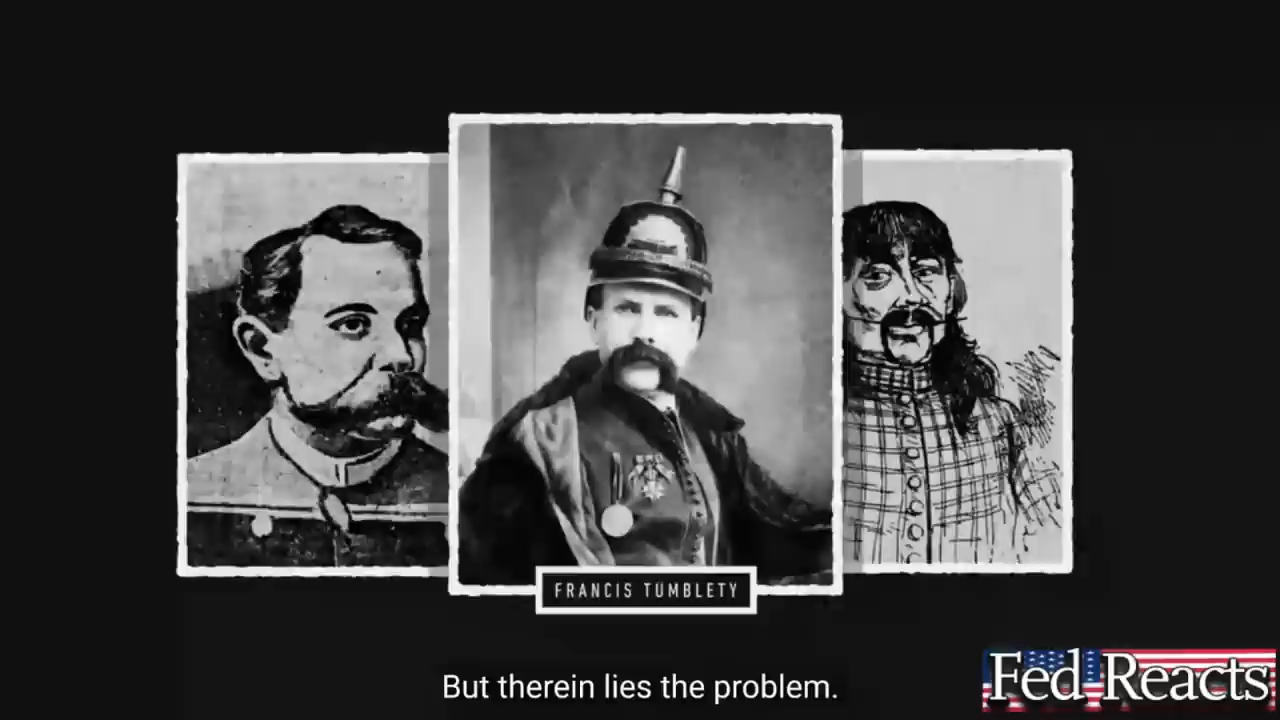 FRANCIS TUMBLETY
But therein lies the problem.
Fed Reacts